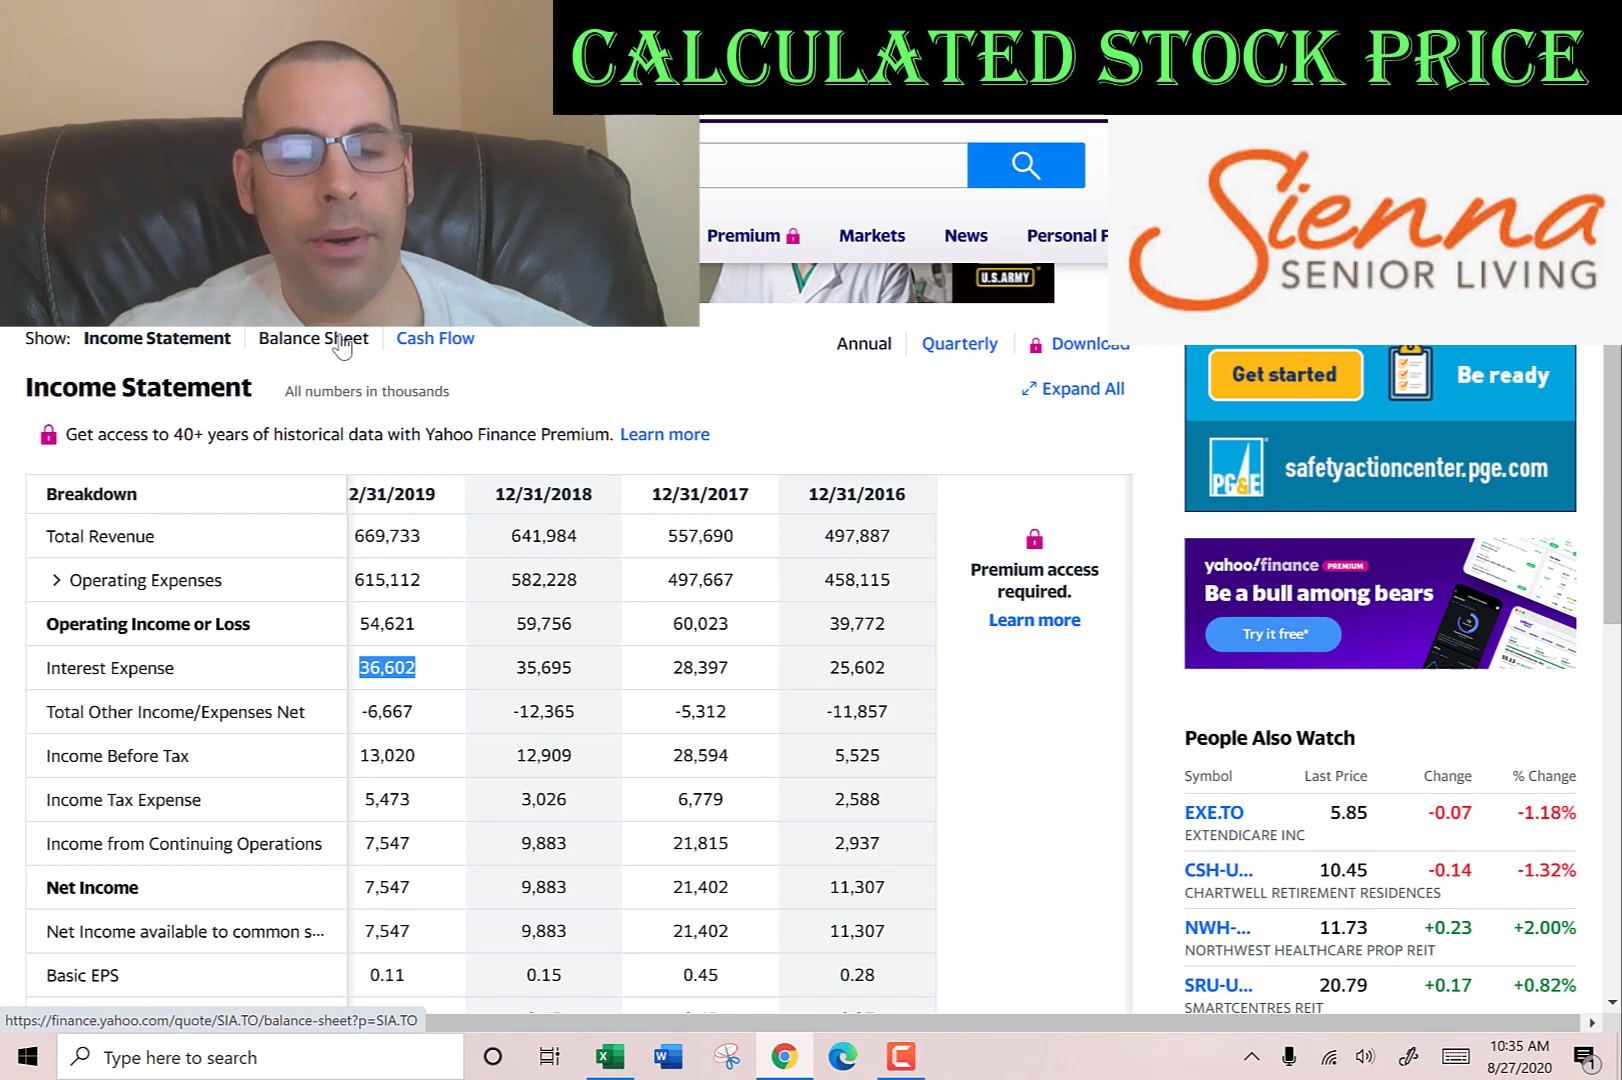 CALCULATED STOCK PRICE
Sienna
SENIOR LIVING
Premium Markets News Personal F
U.S.ARMY
Show: Income Statement Balance Sheet Cash Flow
Annual Quarterly Download
Income Statement All numbers in thousands
Expand All
Get access to 40+ years of historical data with Yahoo Finance Premium. Learn more
Breakdown 2/31/2019 12/31/2018 12/31/2017 12/31/2016
Total Revenue 669,733 641,984 557,690 497,887
Operating Expenses 615,112 582,228 497,667 458,115
Operating Income or Loss 54,621 59,756 60,023 39,772
Interest Expense 36,602 35,695 28,397 25,602
Total Other Income/Expenses Net -6,667 -12,365 -5,312 -11,857
Income Before Tax 13,020 12,909 28,594 5,525
Income Tax Expense 5,473 3,026 6,779 2,588
Income from Continuing Operations 7,547 9,883 21,815 2,937
Net Income 7,547 9,883 21,402 11,307
Net Income available to common s... 7,547 9,883 21,402 11,307
Basic EPS 0.11 0.15 0.45 0.28
Premium access
required.
Learn more
Get started
Be ready
PG&E
safetyactioncenter.pge.com
yahoo!finance PREMIUM
Be a bull among bears
Try it free*
People Also Watch
Symbol Last Price Change % Change
EXE.TO 5.85 -0.07 -1.18%
EXTENDICARE INC
CSH-U... 10.45 -0.14 -1.32%
CHARTWELL RETIREMENT RESIDENCES
NWH-... 11.73 +0.23 +2.00%
NORTHWEST HEALTHCARE PROP REIT
SRU-U... 20.79 +0.17 +0.82%
SMARTCENTRES REIT
https://finance.yahoo.com/quote/SIA.TO/balance-sheet?p=SIA.TO
Type here to search
10:35 AM
8/27/2020
1